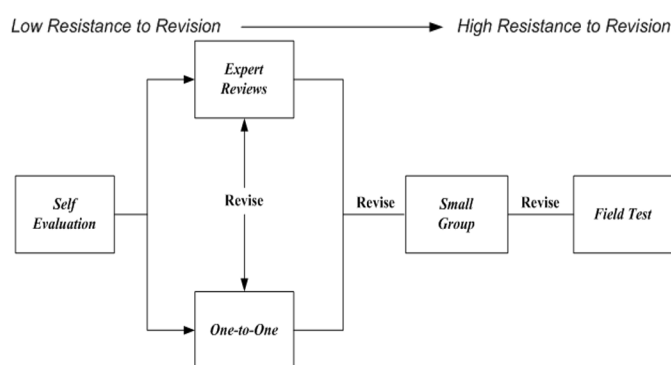 Low Resistance to Revision
High Resistance to Revision
Expert
Reviews
Self
Evaluation
Revise
Revise
Small
Group
Revise
Field Test
One-to-One